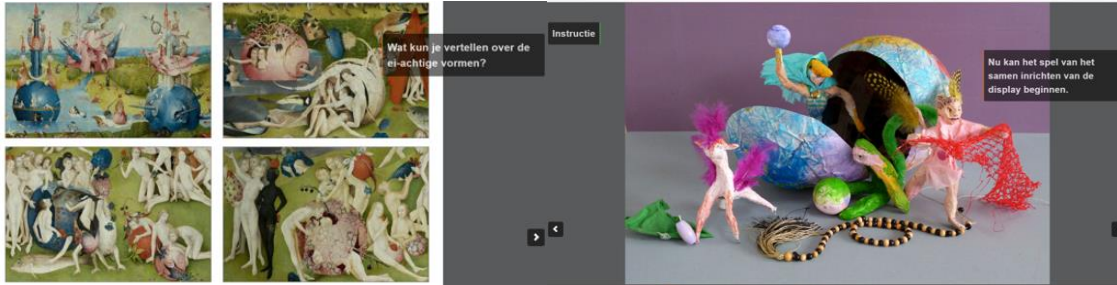 Wat kun je vertellen over de
ei-achtige vormen?
Instructie
Nu kan het spel van het
samen inrichten van de
display beginnen.